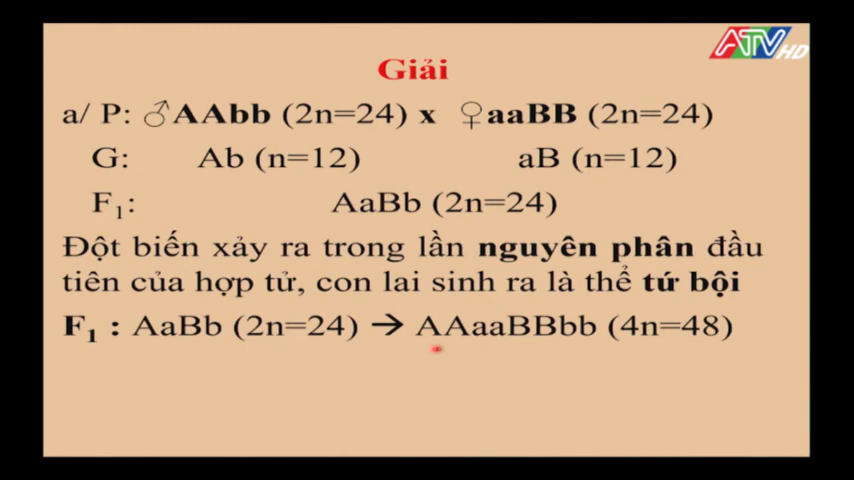 ATV HD
Giải
a/ P: ♂AAbb (2n=24) x ♀aaBB (2n=24)
G: Ab (n=12) aB (n=12)
F₁: AaBb (2n=24)
Đột biến xảy ra trong lần nguyên phân đầu
tiên của hợp tử, con lai sinh ra là thể tứ bội
F₁ : AaBb (2n=24) → AAaaBBbb (4n=48)